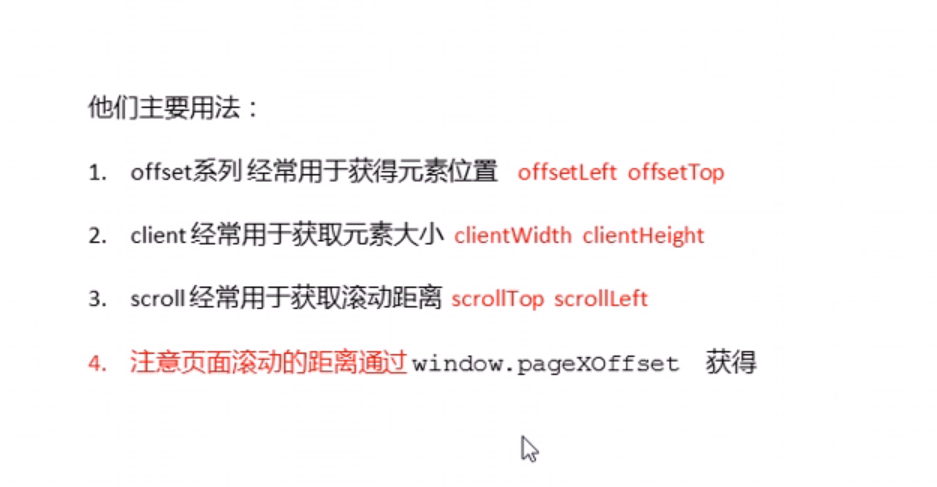 他们主要用法：
1. offset系列 经常用于获得元素位置 offsetLeft offsetTop
2. client 经常用于获取元素大小 clientWidth clientHeight
3. scroll 经常用于获取滚动距离 scrollTop scrollLeft
4. 注意页面滚动的距离通过 window.pageXOffset 获得